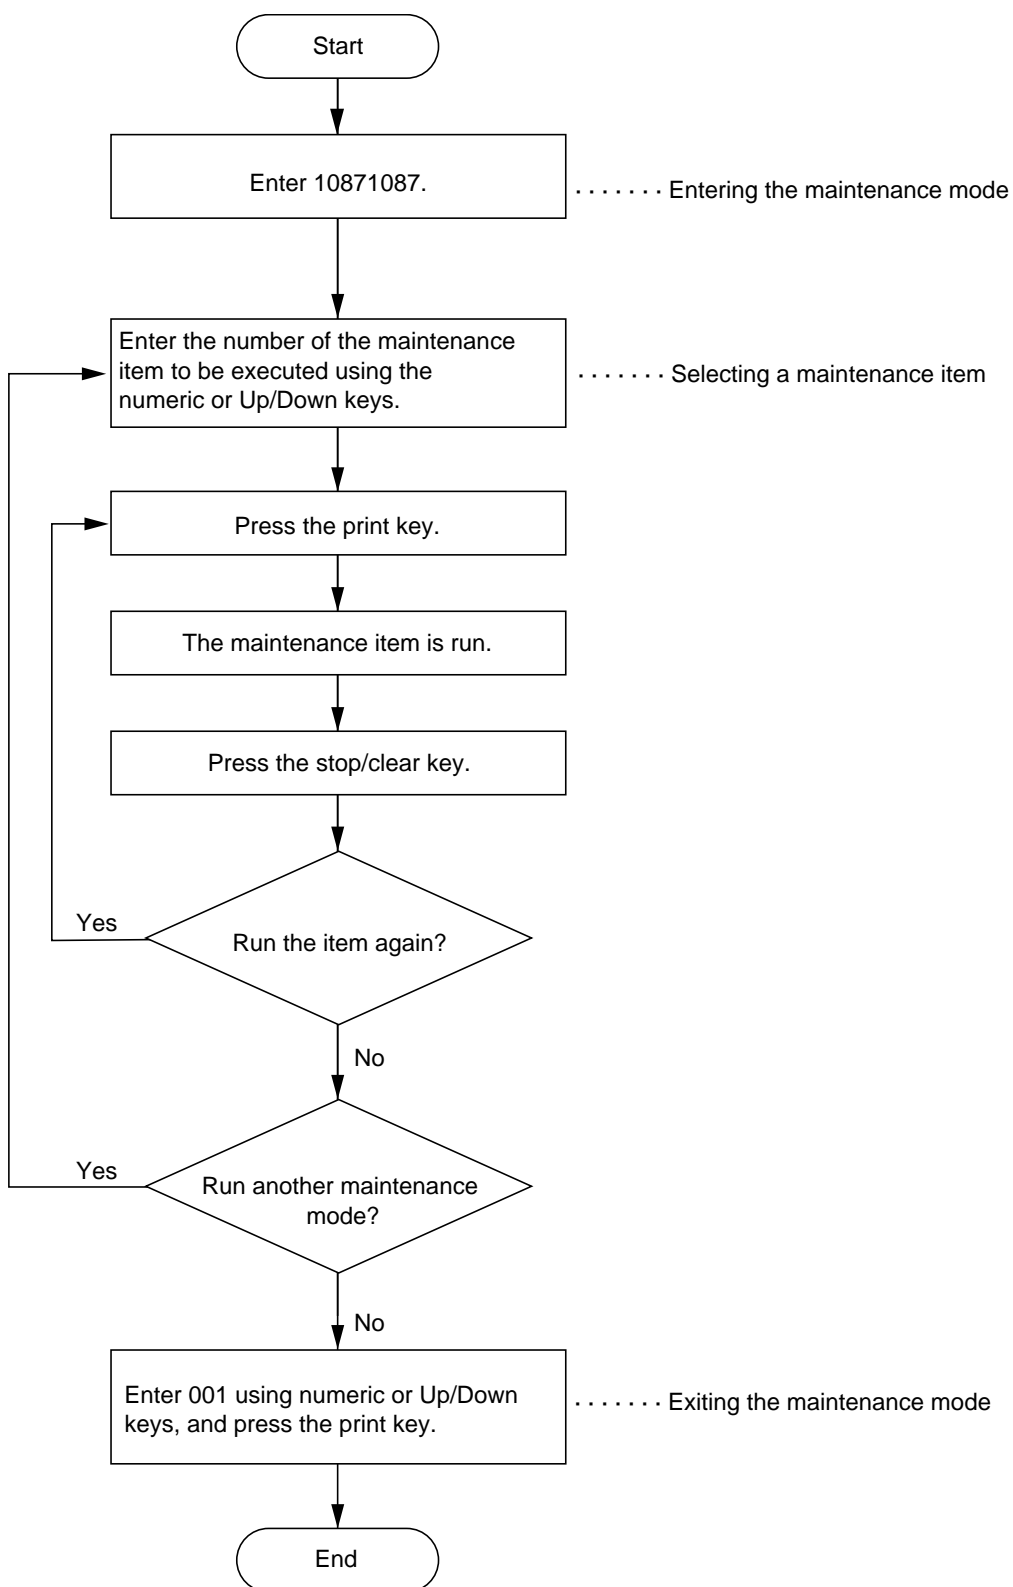 Start
Enter 10871087.
. . . . . . . Entering the maintenance mode
Enter the number of the maintenance
item to be executed using the
numeric or Up/Down keys.
. . . . . . . Selecting a maintenance item
Press the print key.
The maintenance item is run.
Press the stop/clear key.
Yes
Run the item again?
No
Yes
Run another maintenance
mode?
No
Enter 001 using numeric or Up/Down
keys, and press the print key.
. . . . . . . Exiting the maintenance mode
End